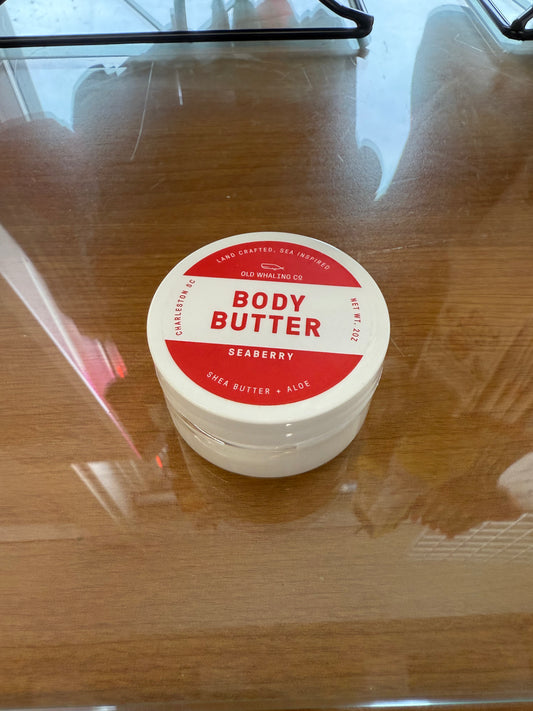 LAND CRAFTED, SEA INSPIRED
OLD WHALING CO
CHARLESTON SC
BODY
BUTTER
NET WT. 2OZ
SEABERRY
SHEA BUTTER + ALOE